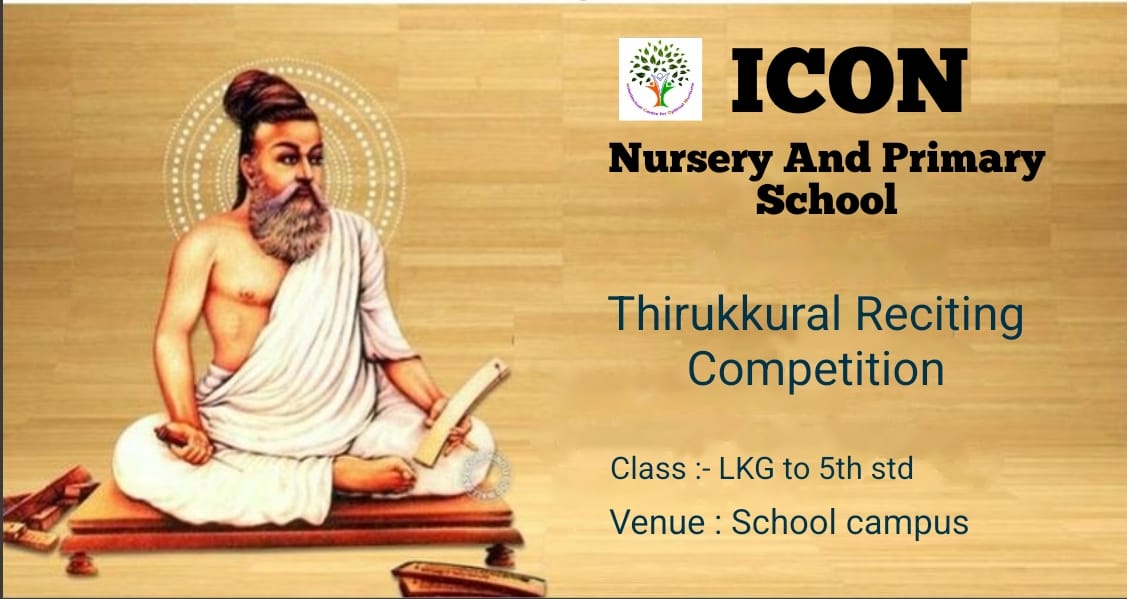 ICON
Nursery And Primary
School
Thirukkural Reciting
Competition
Class :- LKG to 5th std
Venue : School campus